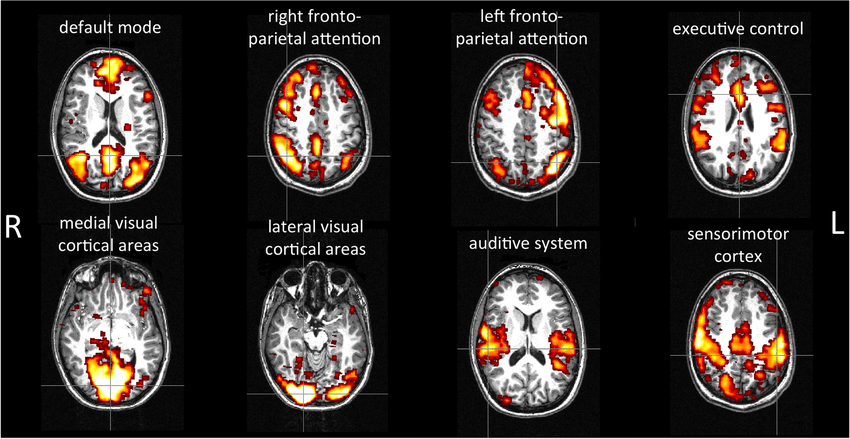 default mode
right fronto-
parietal attention
left fronto-
parietal attention
executive control
R
L
medial visual
cortical areas
lateral visual
cortical areas
auditive system
sensorimotor
cortex